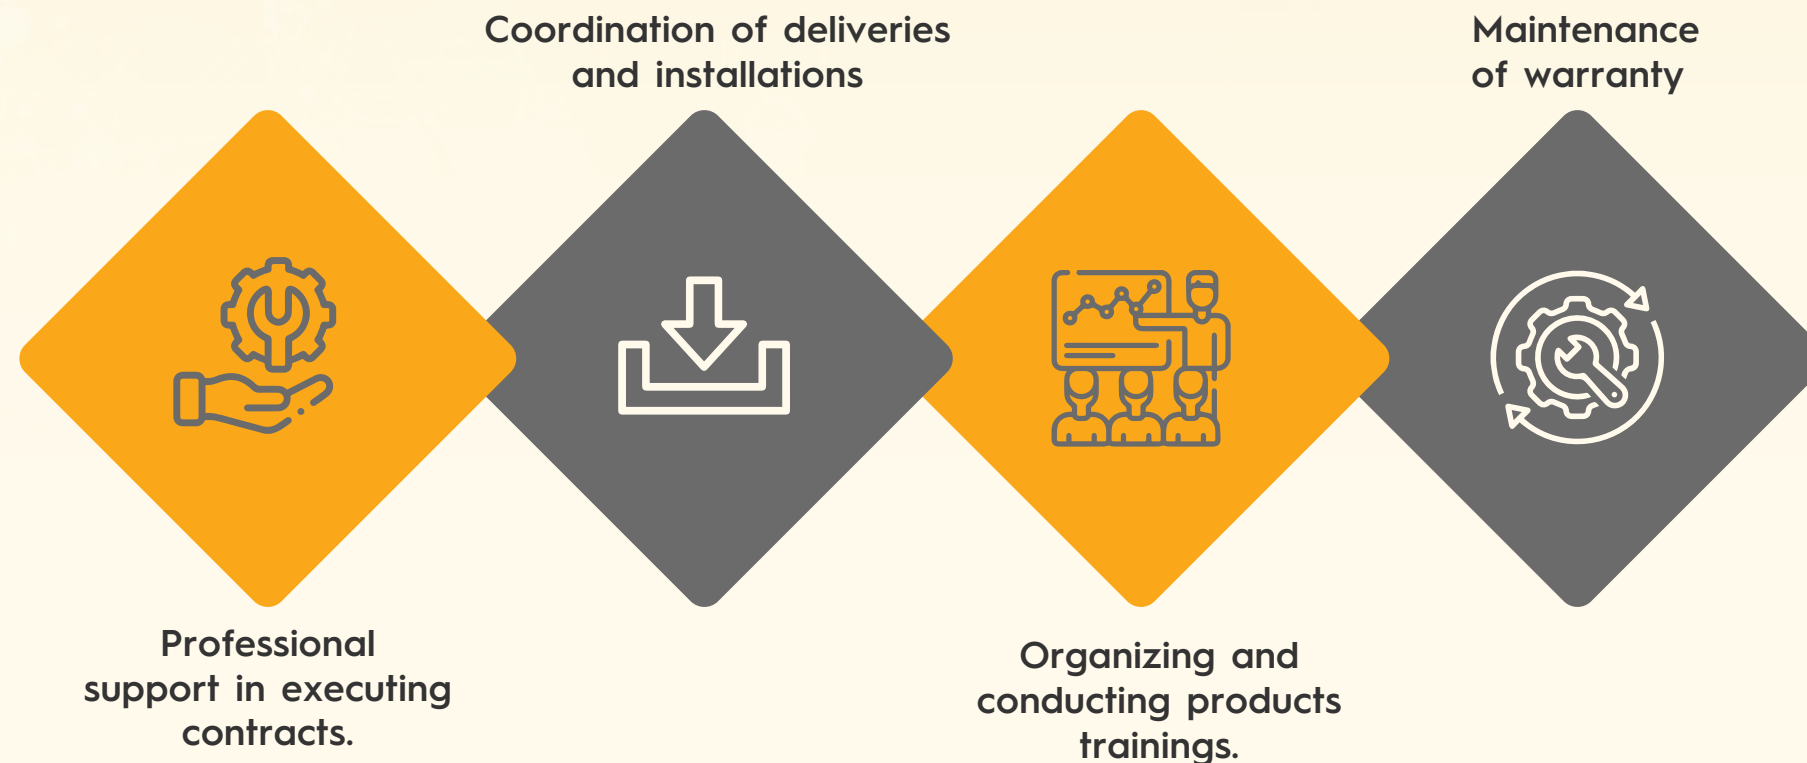 Coordination of deliveries
and installations
Maintenance
of warranty
Professional
support in executing
contracts.
Organizing and
conducting products
trainings.